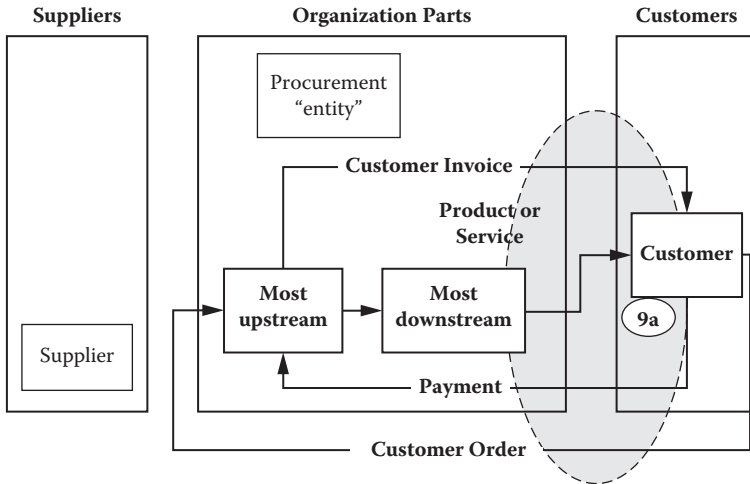 Suppliers
Organization Parts
Customers
Procurement
“entity”
Customer Invoice
Product or
Service
Customer
Most
upstream
Most
downstream
9a
Supplier
Payment
Customer Order